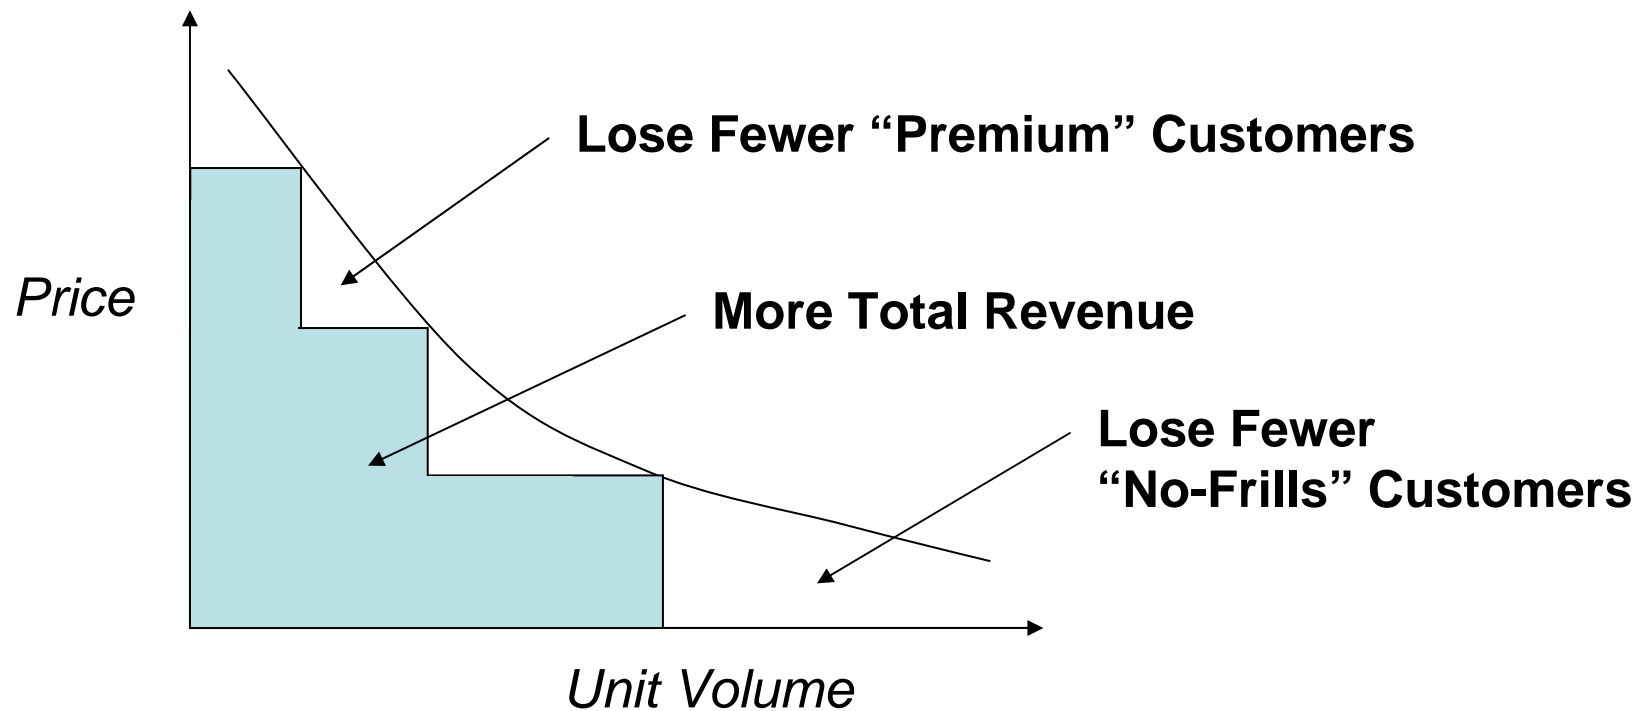 Lose Fewer “Premium” Customers
Price
More Total Revenue
Lose Fewer
“No-Frills” Customers
Unit Volume